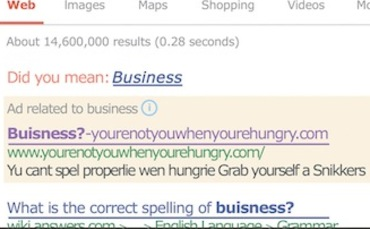 Web Images Maps Shopping Videos
About 14,600,000 results (0.28 seconds)
Did you mean: Business
Ad related to business
Buisness?-yourenotyouwhenyourehungry.com
www.yourenotyouwhenyourehungry.com/
Yu cant spel properlie wen hungrie Grab yourself a Snikkers
What is the correct spelling of buisness?
wiki.answers.com > ... > English Language > Grammar